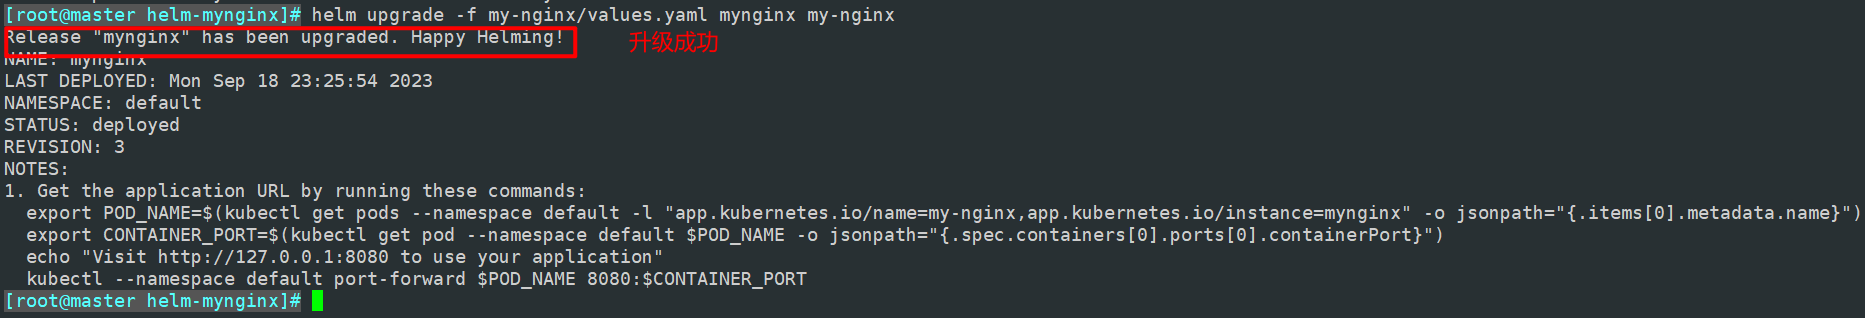 [root@master helm-mynginx]# helm upgrade -f my-nginx/values.yaml mynginx my-nginx
Release "mynginx" has been upgraded. Happy Helming!
升级成功
NAME: mynginx
LAST DEPLOYED: Mon Sep 18 23:25:54 2023
NAMESPACE: default
STATUS: deployed
REVISION: 3
NOTES:
1. Get the application URL by running these commands:
  export POD_NAME=$(kubectl get pods --namespace default -l "app.kubernetes.io/name=my-nginx,app.kubernetes.io/instance=mynginx" -o jsonpath="{.items[0].metadata.name}")
  export CONTAINER_PORT=$(kubectl get pod --namespace default $POD_NAME -o jsonpath="{.spec.containers[0].ports[0].containerPort}")
  echo "Visit http://127.0.0.1:8080 to use your application"
  kubectl --namespace default port-forward $POD_NAME 8080:$CONTAINER_PORT
[root@master helm-mynginx]#